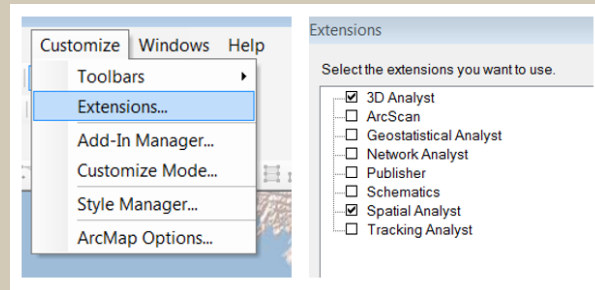 Customize Windows Help
Toolbars
Extensions...
Add-In Manager...
Customize Mode...
Style Manager...
ArcMap Options...
Extensions
Select the extensions you want to use.
3D Analyst
ArcScan
Geostatistical Analyst
Network Analyst
Publisher
Schematics
Spatial Analyst
Tracking Analyst